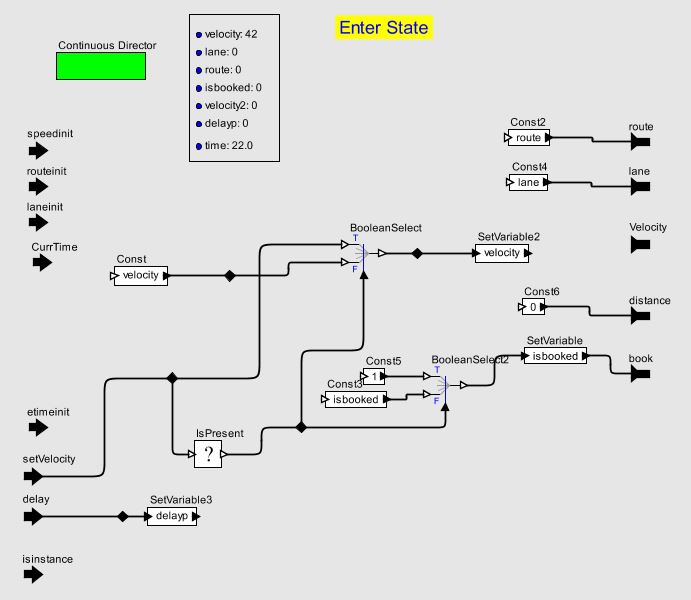 Enter State
Continuous Director
velocity: 42
lane: 0
route: 0
isbooked: 0
velocity2: 0
delayp: 0
time: 22.0
speedinit
routeinit
laneinit
CurrTime
Const2
route
route
Const4
lane
lane
Velocity
BooleanSelect
T
F
SetVariable2
velocity
Const
velocity
Const6
0
distance
SetVariable
isbooked
book
BooleanSelect2
T
F
Const5
1
Const3
isbooked
etimeinit
IsPresent
?
setVelocity
delay
SetVariable3
delayp
isinstance